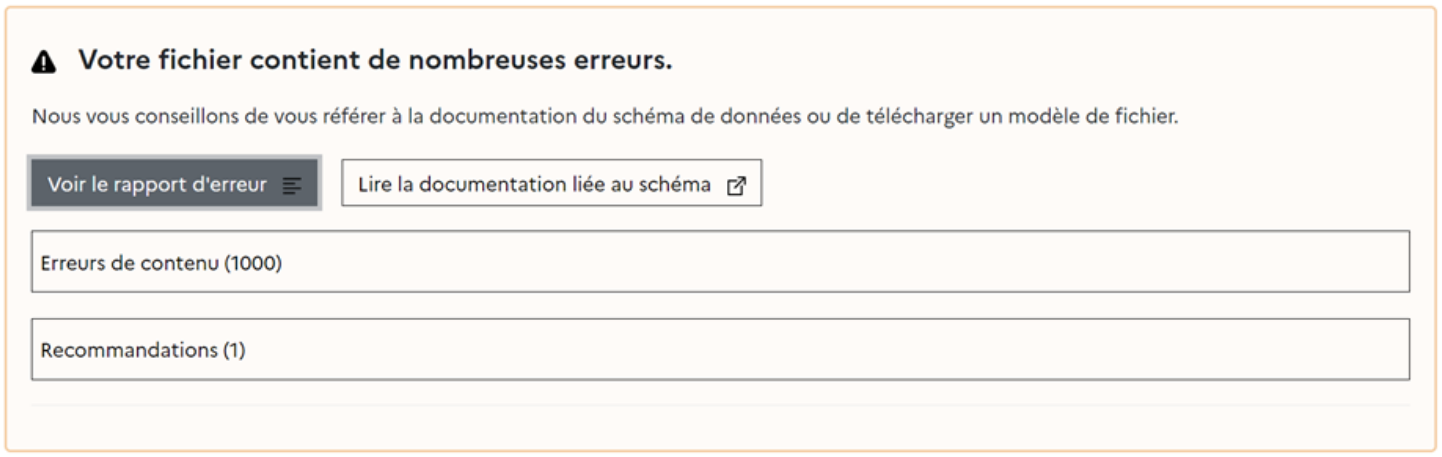 Votre fichier contient de nombreuses erreurs.
Nous vous conseillons de vous référer à la documentation du schéma de données ou de télécharger un modèle de fichier.
Voir le rapport d'erreur
Lire la documentation liée au schéma
Erreurs de contenu (1000)
Recommandations (1)